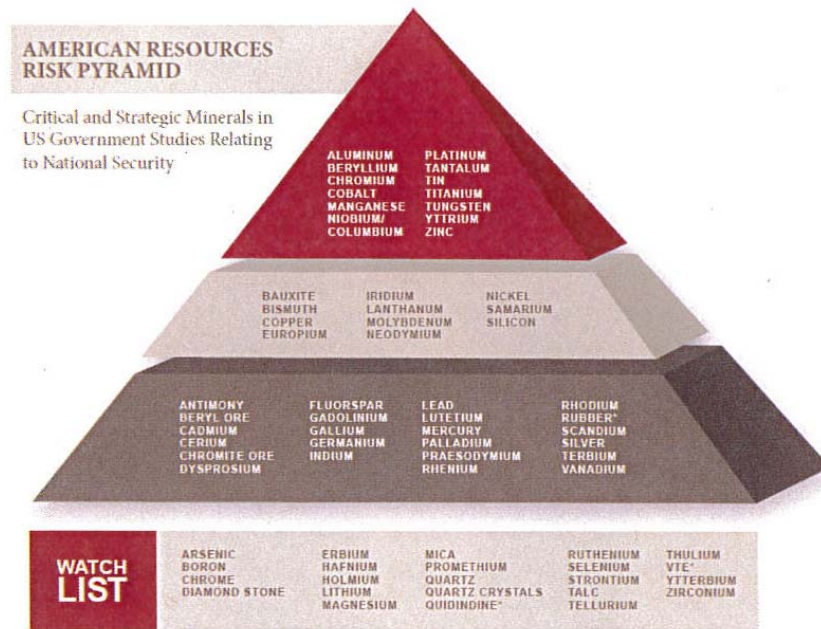 AMERICAN RESOURCES
RISK PYRAMID
Critical and Strategic Minerals in
US Government Studies Relating
to National Security
ALUMINUM
BERYLLIUM
CHROMIUM
COBALT
MANGANESE
NIOBIUM/
COLUMBIUM
PLATINUM
TANTALUM
TIN
TITANIUM
TUNGSTEN
YTTRIUM
ZINC
BAUXITE
BISMUTH
COPPER
EUROPIUM
IRIDIUM
LANTHANUM
MOLYBDENUM
NEODYMIUM
NICKEL
SAMARIUM
SILICON
ANTIMONY
BERYL ORE
CADMIUM
CERIUM
CHROMITE ORE
DYSPROSIUM
FLUORSPAR
GADOLINIUM
GALLIUM
GERMANIUM
INDIUM
LEAD
LUTETIUM
MERCURY
PALLADIUM
PRAESODYMIUM
RHENIUM
RHODIUM
RUBBER*
SCANDIUM
SILVER
TERBIUM
VANADIUM
WATCH
LIST
ARSENIC
BORON
CHROME
DIAMOND STONE
ERBIUM
HAFNIUM
HOLMIUM
LITHIUM
MAGNESIUM
MICA
PROMETHIUM
QUARTZ
QUARTZ CRYSTALS
QUIDINDINE*
RUTHENIUM
SELENIUM
STRONTIUM
TALC
TELLURIUM
THULIUM
VTE*
YTTERBIUM
ZIRCONIUM